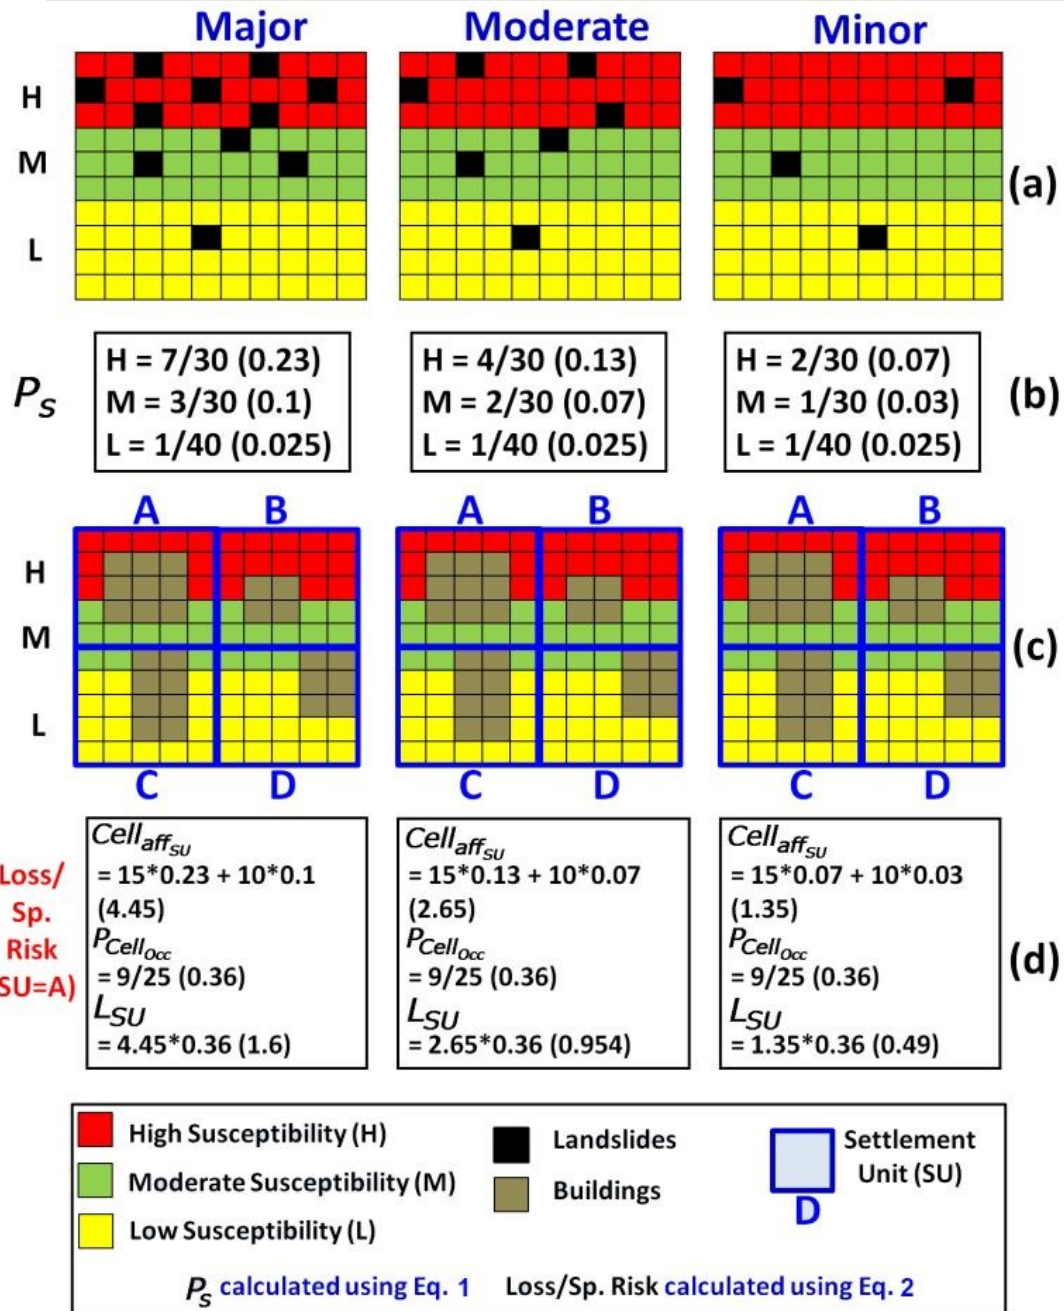 Major Moderate Minor
H
M
L
(a)
P_S
H = 7/30 (0.23)
M = 3/30 (0.1)
L = 1/40 (0.025)
H = 4/30 (0.13)
M = 2/30 (0.07)
L = 1/40 (0.025)
H = 2/30 (0.07)
M = 1/30 (0.03)
L = 1/40 (0.025)
(b)
A B A B A B
H
M
L
(c)
C D C D C D
Loss/
Sp.
Risk
SU=A)
Cell_aff_SU
= 15*0.23 + 10*0.1
(4.45)
P_Cell_Occ
= 9/25 (0.36)
L_SU
= 4.45*0.36 (1.6)
Cell_aff_SU
= 15*0.13 + 10*0.07
(2.65)
P_Cell_Occ
= 9/25 (0.36)
L_SU
= 2.65*0.36 (0.954)
Cell_aff_SU
= 15*0.07 + 10*0.03
(1.35)
P_Cell_Occ
= 9/25 (0.36)
L_SU
= 1.35*0.36 (0.49)
(d)
High Susceptibility (H)
Moderate Susceptibility (M)
Low Susceptibility (L)
Landslides
Buildings
Settlement
Unit (SU)
D
P_S calculated using Eq. 1 Loss/Sp. Risk calculated using Eq. 2